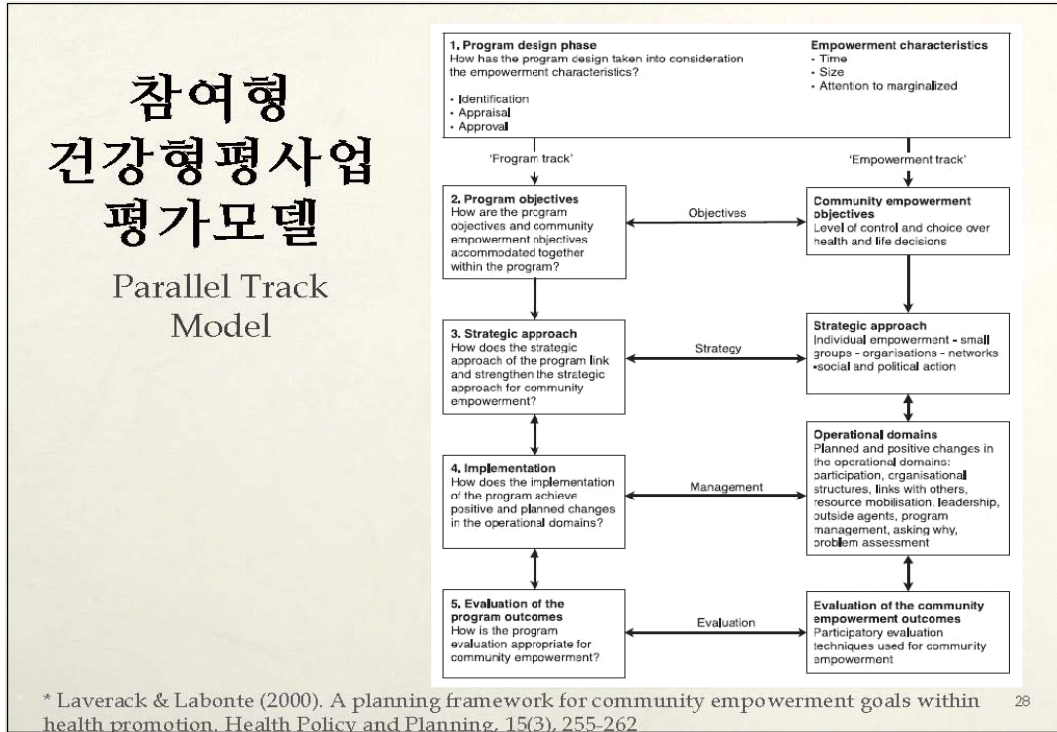 참여형
건강형평사업
평가모델
Parallel Track
Model
1. Program design phase
How has the program design taken into consideration
the empowerment characteristics?
• Identification
• Appraisal
• Approval
Empowerment characteristics
• Time
• Size
• Attention to marginalized
'Program track'
'Empowerment track'
2. Program objectives
How are the program
objectives and community
empowerment objectives
accommodated together
within the program?
Objectives
Community empowerment
objectives
Level of control and choice over
health and life decisions
3. Strategic approach
How does the strategic
approach of the program link
and strengthen the strategic
approach for community
empowerment?
Strategy
Strategic approach
Individual empowerment - small
groups - organisations - networks
-social and political action
4. Implementation
How does the implementation
of the program achieve
positive and planned changes
in the operational domains?
Management
Operational domains
Planned and positive changes in
the operational domains:
participation, organisational
structures, links with others,
resource mobilisation, leadership,
outside agents, program
management, asking why,
problem assessment
5. Evaluation of the
program outcomes
How is the program
evaluation appropriate for
community empowerment?
Evaluation
Evaluation of the community
empowerment outcomes
Participatory evaluation
techniques used for community
empowerment
* Laverack & Labonte (2000). A planning framework for community empowerment goals within
health promotion. Health Policy and Planning, 15(3), 255-262
28